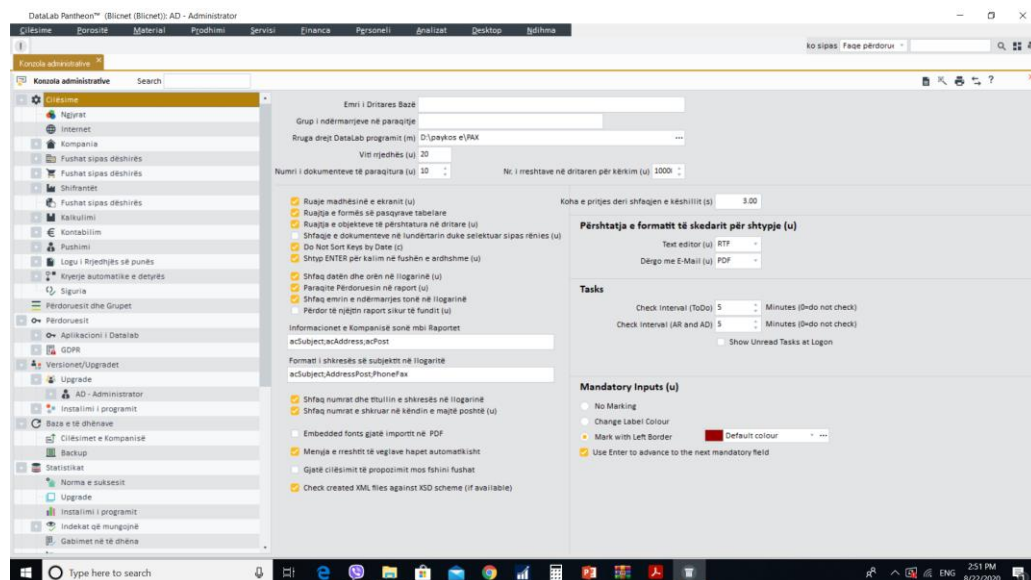 DataLab Pantheon™ (Blicnet (Blicnet)): AD - Administrator
Cilësime Porositë Material Prodhimi Servisi Financa Personeli Analizat Desktop Ndihma
ko sipas Faqe përdorue
Konzola administrative
Konzola administrative Search
Cilësime
Ngjyrat
Internet
Kompania
Fushat sipas dëshirës
Fushat sipas dëshirës
Shifrantët
Fushat sipas dëshirës
Kalkulimi
Kontabilim
Pushimi
Logu i Rrjedhjës së punës
Kryerje automatike e detyrës
Siguria
Përdoruesit dhe Grupet
Përdoruesit
Aplikacioni i Datalab
GDPR
Versionet/Upgradet
Upgrade
AD - Administrator
Instalimi i programit
Baza e të dhënave
Cilësimet e Kompanisë
Backup
Statistikat
Norma e suksesit
Upgrade
Instalimi i programit
Indekat që mungojnë
Gabimet në të dhëna
Emri i Dritares Bazë
Grup i ndërmarrjeve në paraqitje
Rruga drejt DataLab programit (m) D:\paykos e\PAX
Viti rrjedhës (u) 20
Numri i dokumenteve të paraqitura (u) 10 Nr. i rreshtave në dritaren për kërkim (u) 1000
Ruaje madhësinë e ekranit (u)
Ruajtja e formës së pasqyrave tabelare
Ruajtja e objekteve të përshtatura në dritare (u)
Shfaqje e dokumenteve në lundërtarin duke selektuar sipas rënies (u)
Do Not Sort Keys by Date (c)
Shtyp ENTER për kalim në fushën e ardhshme (u)
Shfaq datën dhe orën në llogarinë (u)
Paraqite Përdoruesin në raport (u)
Shfaq emrin e ndërmarrjes tonë në llogarinë
Përdor të njëjtin raport sikur të fundit (u)
Informacionet e Kompanisë sonë mbi Raportet
acSubject;acAddress;acPost
Formati i shkresës së subjektit në llogaritë
acSubject;AddressPost;PhoneFax
Shfaq numrat dhe titullin e shkresës në llogarinë
Shfaq numrat e shkruar në këndin e majtë poshtë (u)
Embedded fonts gjatë importit në PDF
Menyja e rreshtit të veglave hapet automatikisht
Gjatë cilësimit të propozimit mos fshini fushat
Check created XML files against XSD scheme (if available)
Koha e pritjes deri shfaqjen e këshillit (s) 3.00
Përshtatja e formatit të skedarit për shtypje (u)
Text editor (u) RTF
Dërgo me E-Mail (u) PDF
Tasks
Check Interval (ToDo) 5 Minutes (0=do not check)
Check Interval (AR and AD) 5 Minutes (0=do not check)
Show Unread Tasks at Logon
Mandatory Inputs (u)
No Marking
Change Label Colour
Mark with Left Border Default colour
Use Enter to advance to the next mandatory field
Type here to search
ENG
2:51 PM
8/22/2020